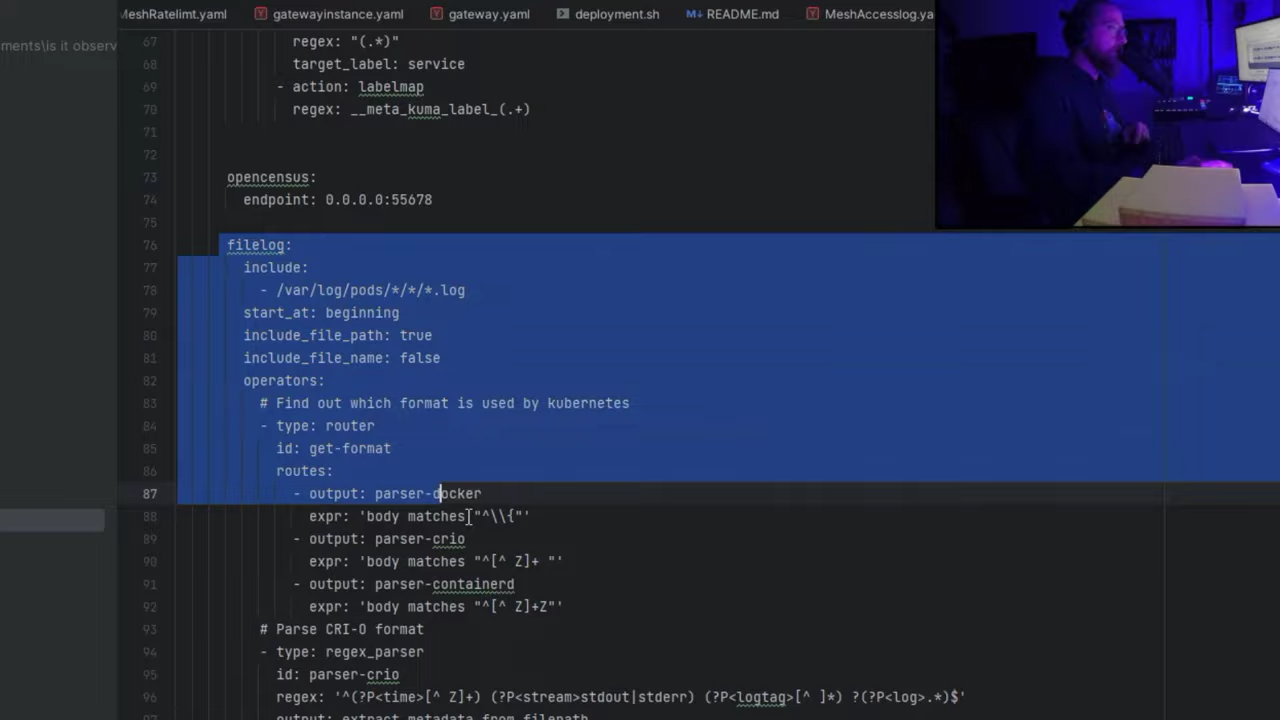 MeshRatelimt.yaml
gatewayinstance.yaml
gateway.yaml
deployment.sh
README.md
MeshAccesslog.ya
ments\is it observ
67 regex: "(.*)"
68 target_label: service
69 - action: labelmap
70 regex: __meta_kuma_label_(.+)
71
72
73 opencensus:
74 endpoint: 0.0.0.0:55678
75
76 filelog:
77 include:
78 - /var/log/pods/*/*/*.log
79 start_at: beginning
80 include_file_path: true
81 include_file_name: false
82 operators:
83 # Find out which format is used by kubernetes
84 - type: router
85 id: get-format
86 routes:
87 - output: parser-docker
88 expr: 'body matches "^\\{"'
89 - output: parser-crio
90 expr: 'body matches "^[^ Z]+ "'
91 - output: parser-containerd
92 expr: 'body matches "^[^ Z]+Z"'
93 # Parse CRI-O format
94 - type: regex_parser
95 id: parser-crio
96 regex: '^(?P<time>[^ Z]+) (?P<stream>stdout|stderr) (?P<logtag>[^ ]*) ?(?P<log>.*)$'
97 output: extract_metadata_from_filepath